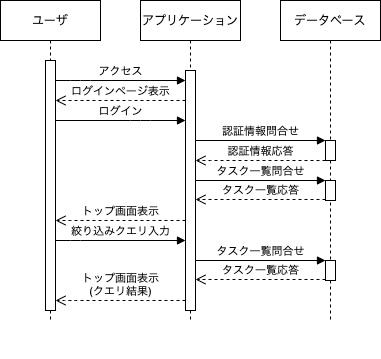 ユーザ
アプリケーション
データベース
アクセス
ログインページ表示
ログイン
認証情報問合せ
認証情報応答
タスク一覧問合せ
タスク一覧応答
トップ画面表示
絞り込みクエリ入力
タスク一覧問合せ
タスク一覧応答
トップ画面表示
(クエリ結果)